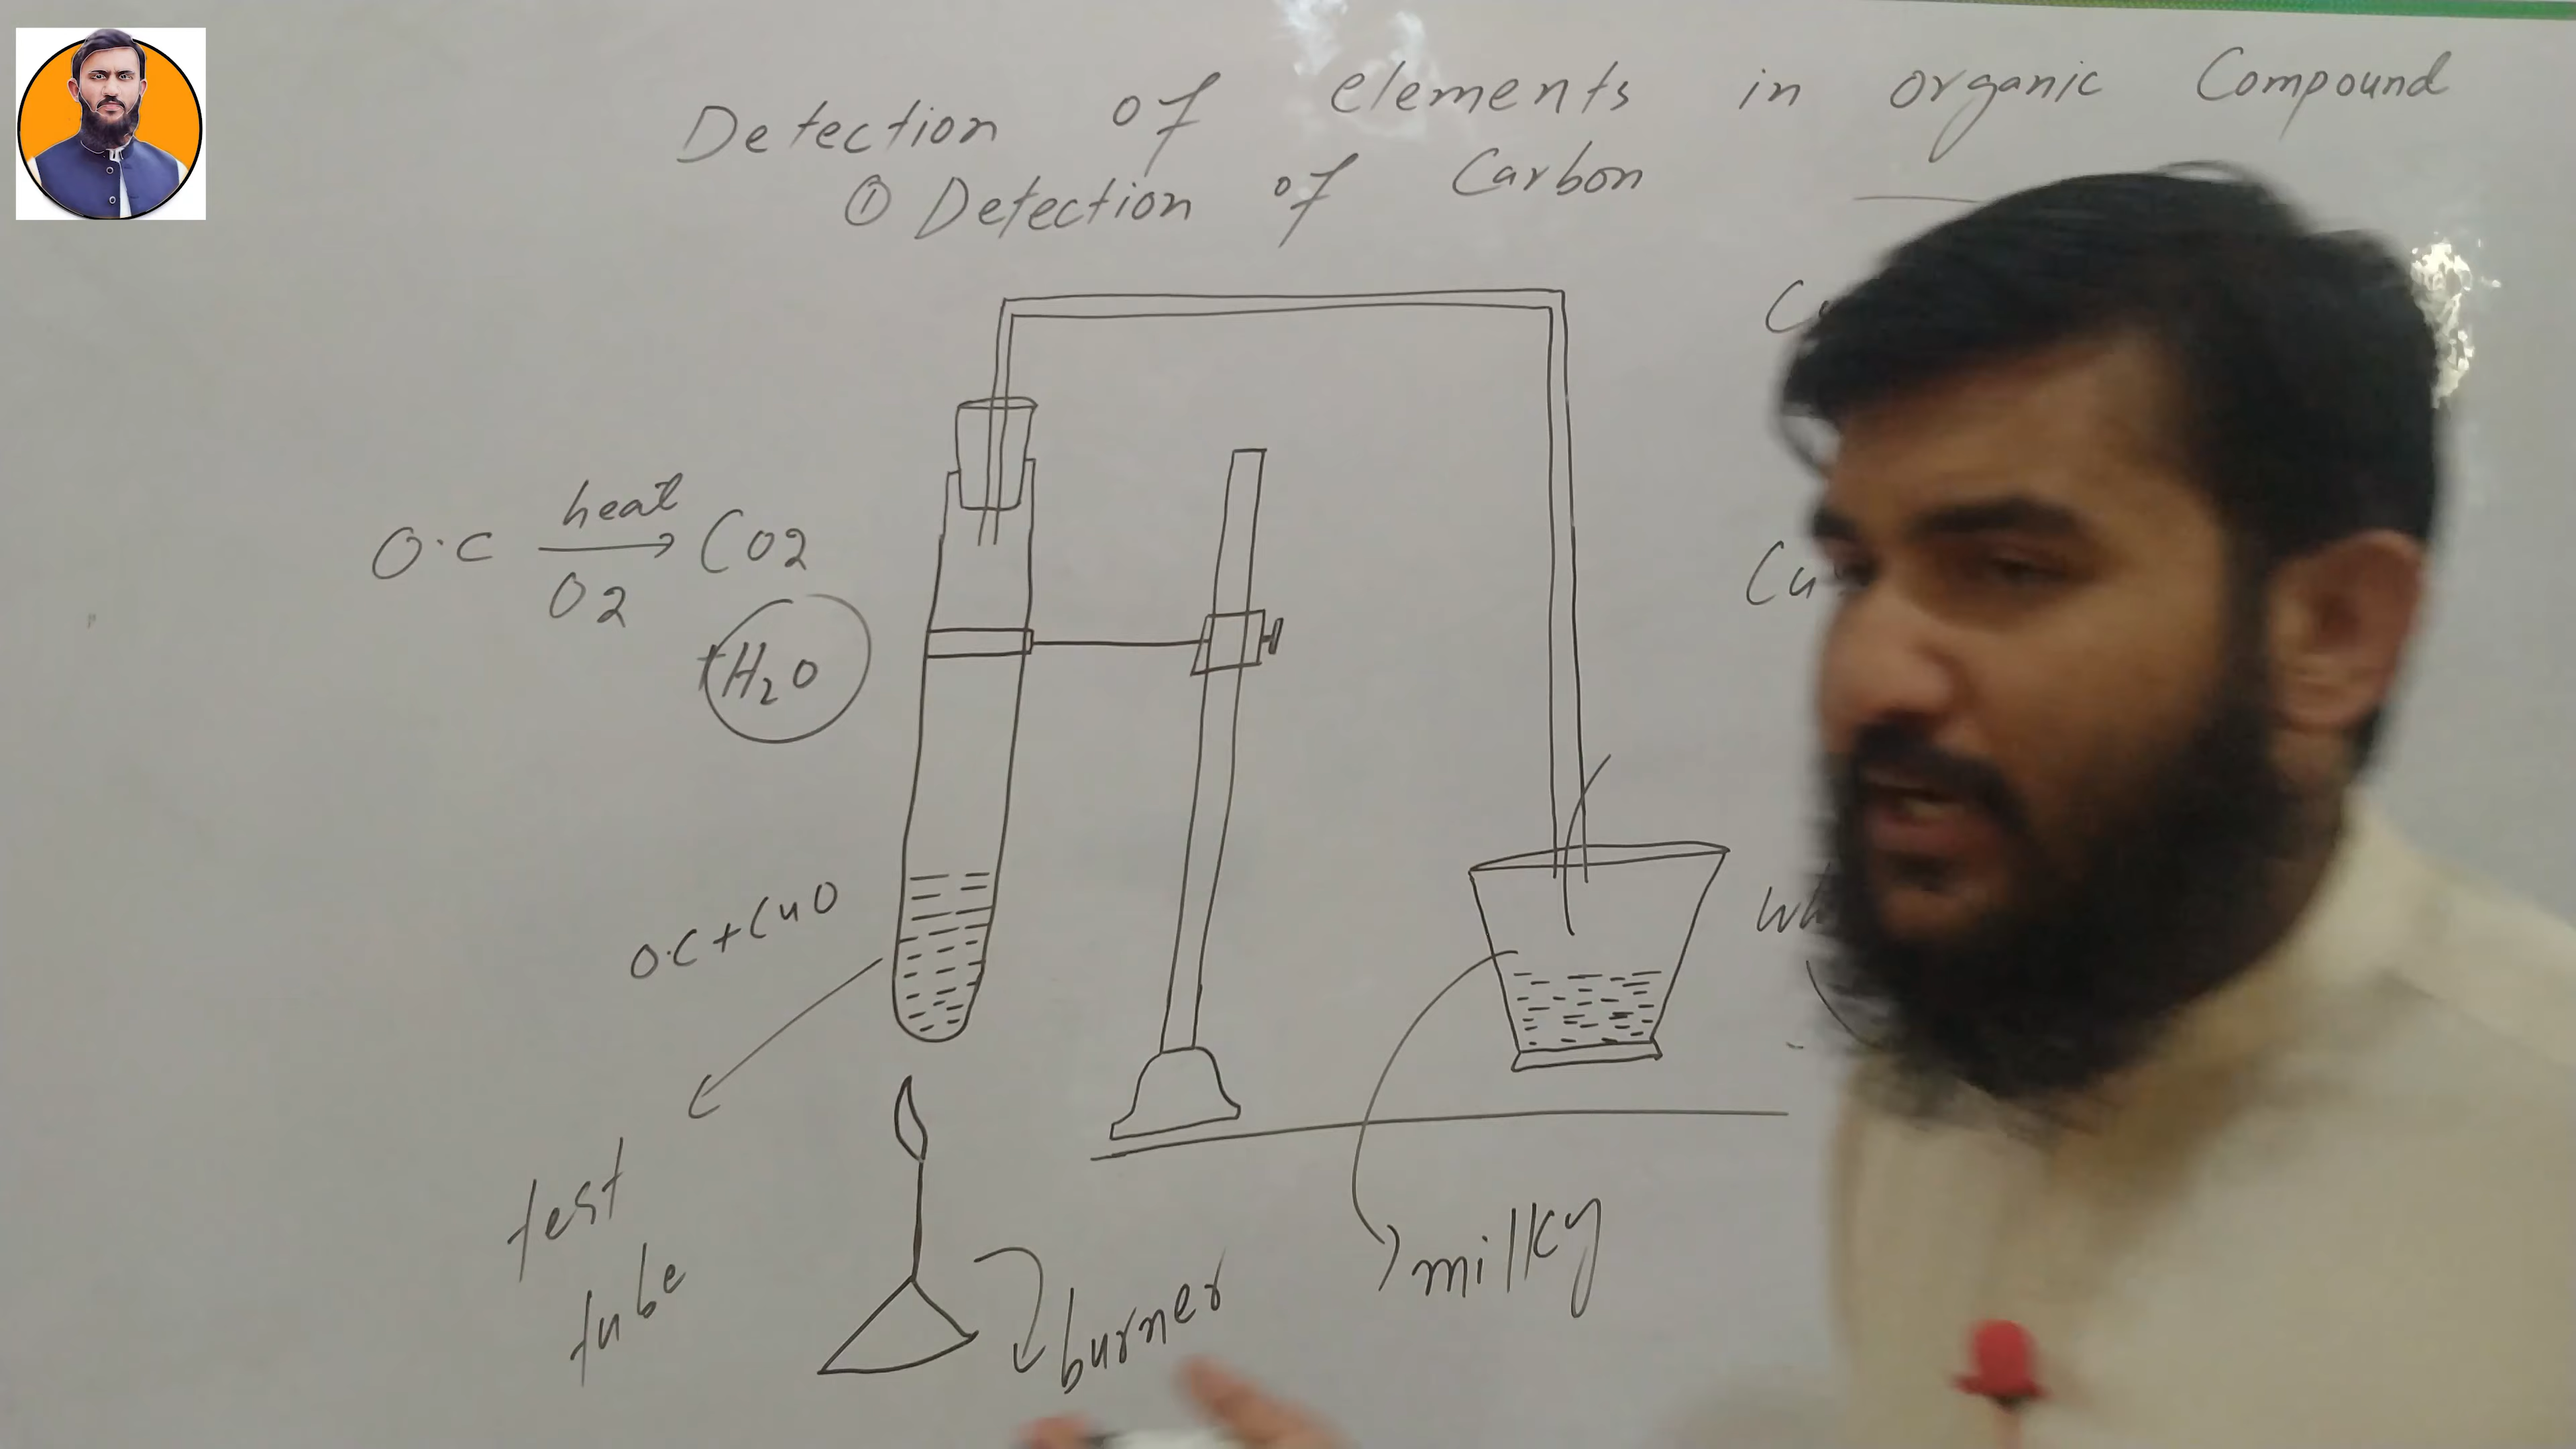 Detection of elements in organic Compound
① Detection of Carbon
O.C heat CO2
O2
+H2O
Cu
O.C + CuO
test
tube
burner
milky